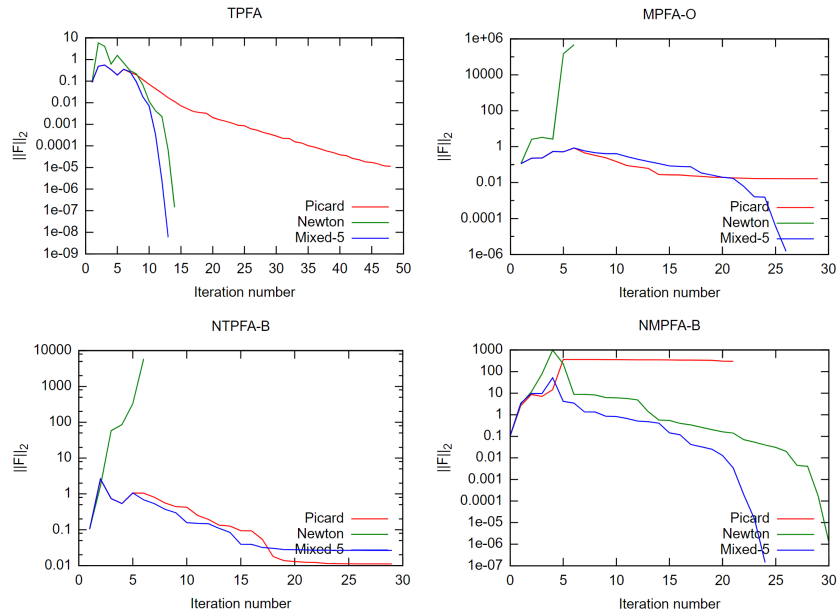 TPFA
10
1
0.1
0.01
0.001
0.0001
1e-05
1e-06
1e-07
1e-08
1e-09
||F||2
0 5 10 15 20 25 30 35 40 45 50
Iteration number
Picard
Newton
Mixed-5
MPFA-O
1e+06
10000
100
1
0.01
0.0001
1e-06
||F||2
0 5 10 15 20 25 30
Iteration number
Picard
Newton
Mixed-5
NTPFA-B
10000
1000
100
10
1
0.1
0.01
||F||2
0 5 10 15 20 25 30
Iteration number
Picard
Newton
Mixed-5
NMPFA-B
1000
100
10
1
0.1
0.01
0.001
0.0001
1e-05
1e-06
1e-07
||F||2
0 5 10 15 20 25 30
Iteration number
Picard
Newton
Mixed-5